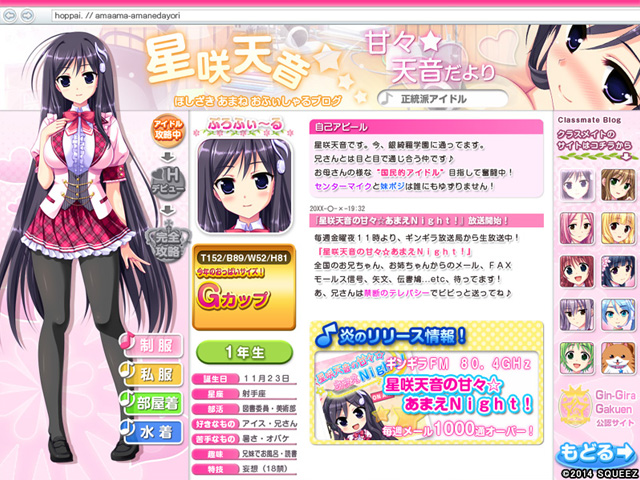 hoppai. // amaama-amanedayori
星咲天音
ほしざき あまね おふぃしゃるブログ
甘々☆
天音だより
正統派アイドル
アイドル
攻略中
H
デビュー
完全
攻略
ぷろふぃ～る
T152/B89/W52/H81
今年のおっぱいサイズ！
Gカップ
1年生
誕生日 11月23日
星座 射手座
部活 図書委員・美術部
好きなもの アイス・兄さん
苦手なもの 暑さ・オバケ
趣味 兄妹でお風呂・読書
特技 妄想(18禁)
制服
私服
部屋着
水着
自己アピール
星咲天音です。今、銀綺羅学園に通ってます。
兄さんとは目と目で通じ合う仲です♪
お母さんの様な“国民的アイドル”目指して奮闘中！
センターマイクと妹ポジは誰にもゆずりません！
20XX-○-×-19:32
『星咲天音の甘々☆あまえNight！』放送開始！
毎週金曜夜11時より、ギンギラ放送局から生放送中！
『星咲天音の甘々☆あまえNight！』
全国のお兄ちゃん、お姉ちゃんからのメール、FAX
モールス信号、矢文、伝書鳩...etc、待ってます！
あ、兄さんは禁断のテレパシーでビビっと送ってね♪
炎のリリース情報！
ギンギラFM 80.4GHz
星咲天音の甘々☆
あまえNight！
毎週メール1000通オーバー！
Classmate Blog
クラスメイトの
サイトはコチラから
Gin-Gira
Gakuen
公認サイト
もどる
©2014 SQUEEZ